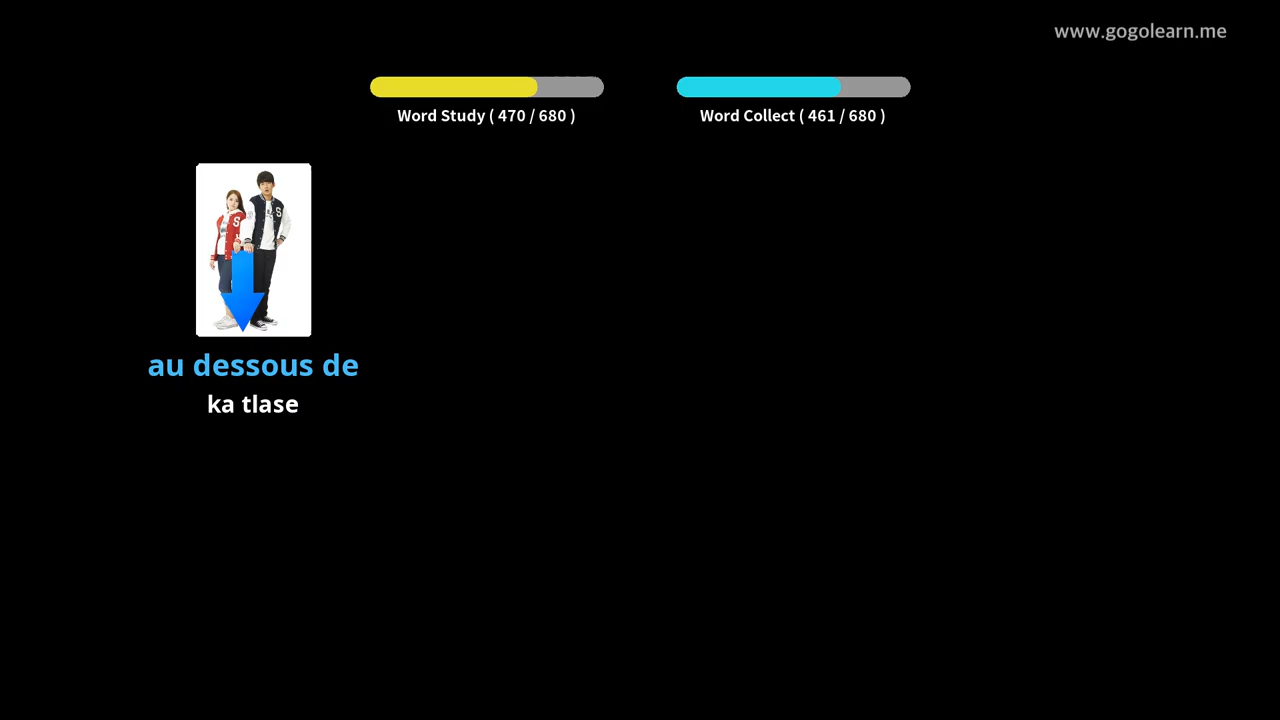 www.gogolearn.me
Word Study ( 470 / 680 )
Word Collect ( 461 / 680 )
S
S
au dessous de
ka tlase